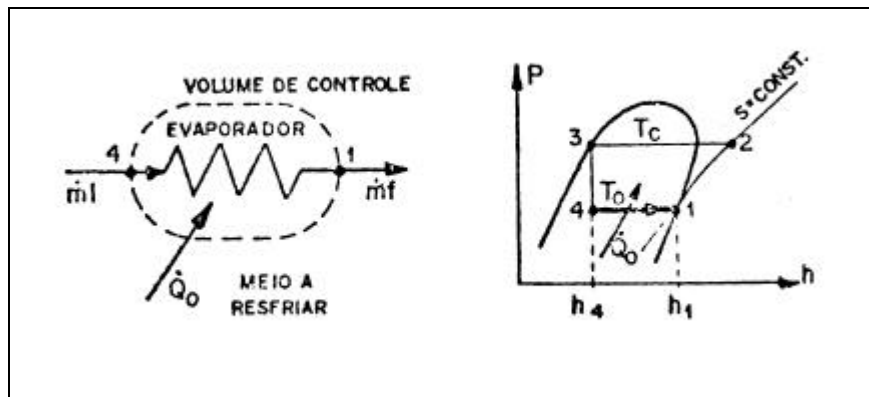 VOLUME DE CONTROLE
EVAPORADOR
4
1
ṁl
ṁf
Q̇o
MEIO A
RESFRIAR
P
S=CONST.
3
Tc
2
To
4
1
Q̇o
h
h4
h1